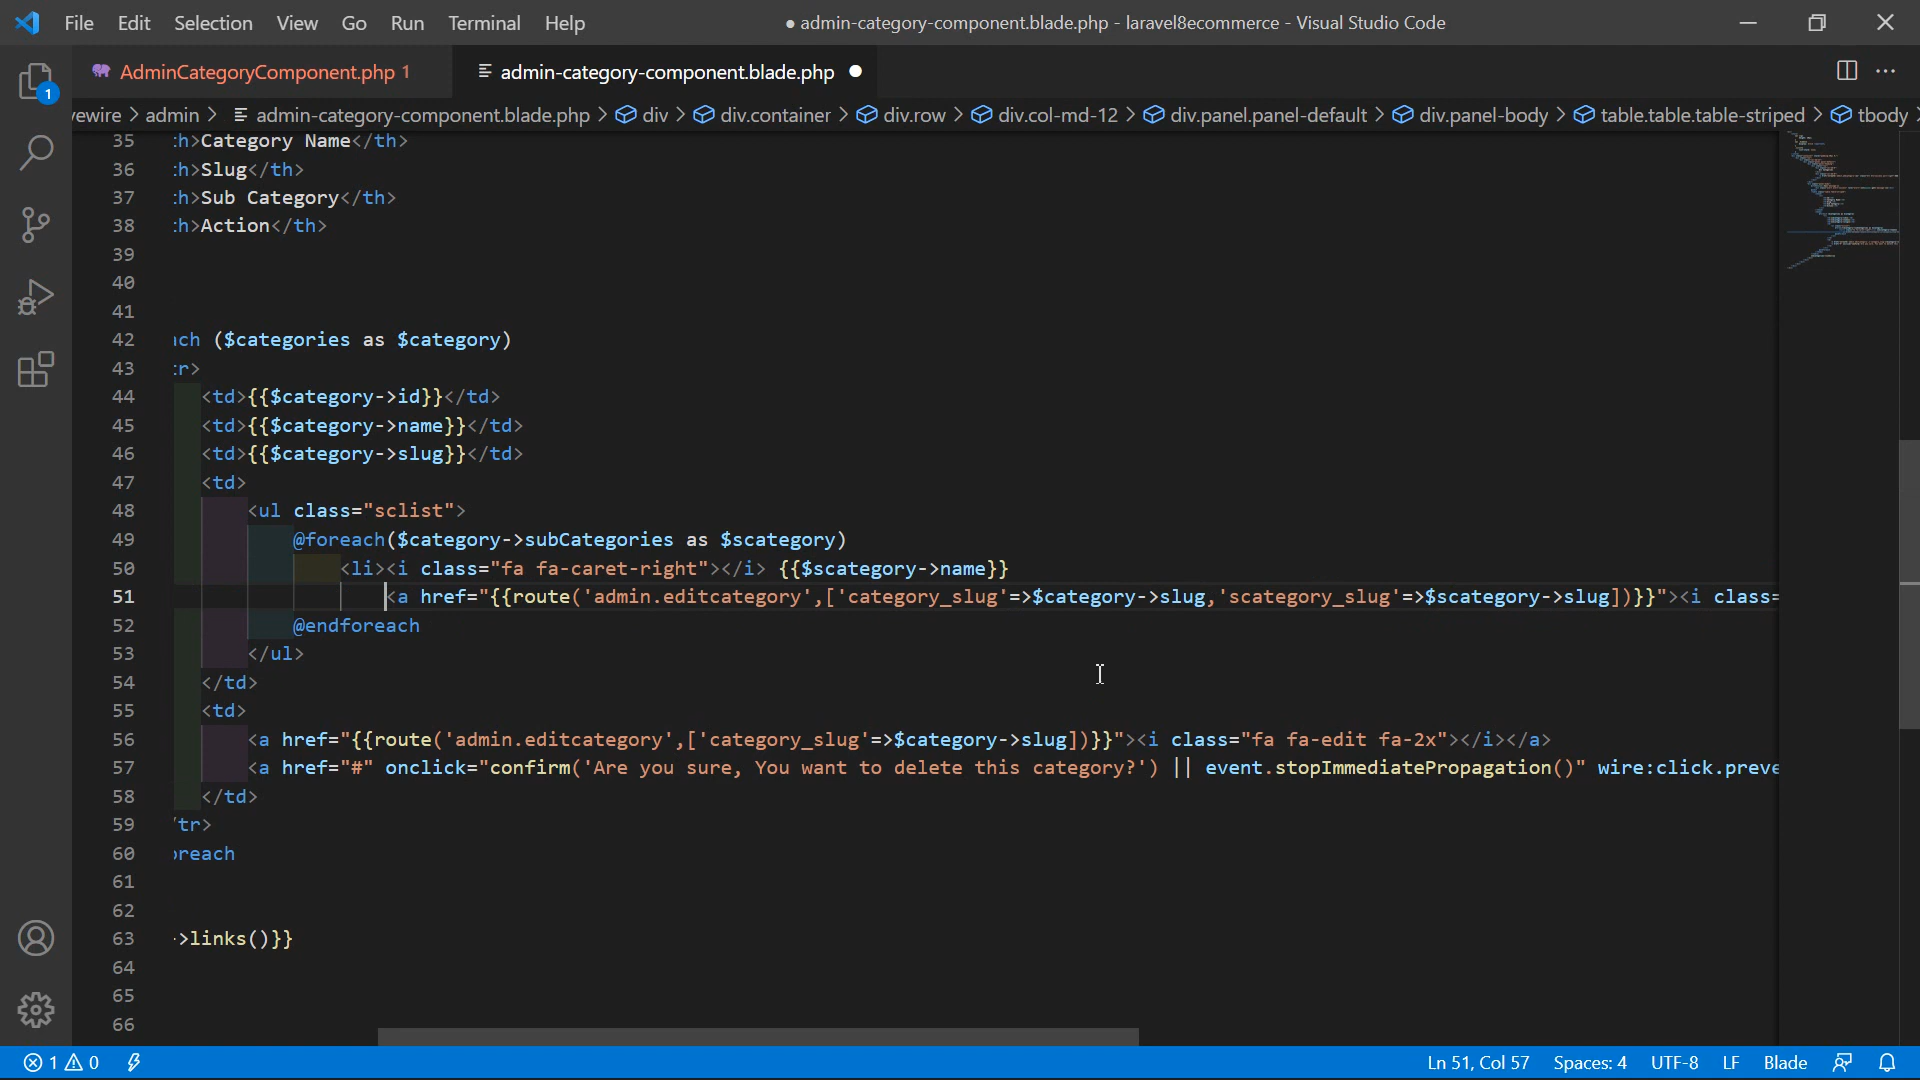 File Edit Selection View Go Run Terminal Help ● admin-category-component.blade.php - laravel8ecommerce - Visual Studio Code
AdminCategoryComponent.php 1 admin-category-component.blade.php ●
ewire > admin > admin-category-component.blade.php > div > div.container > div.row > div.col-md-12 > div.panel.panel-default > div.panel-body > table.table.table-striped > tbody >
1
35 h>Category Name</th>
36 h>Slug</th>
37 h>Sub Category</th>
38 h>Action</th>
39
40
41
42 ach ($categories as $category)
43 r>
44 <td>{{$category->id}}</td>
45 <td>{{$category->name}}</td>
46 <td>{{$category->slug}}</td>
47 <td>
48 <ul class="sclist">
49 @foreach($category->subCategories as $scategory)
50 <li><i class="fa fa-caret-right"></i> {{$scategory->name}}
51 <a href="{{route('admin.editcategory',['category_slug'=>$category->slug,'scategory_slug'=>$scategory->slug])}}"><i class=
52 @endforeach
53 </ul>
54 </td>
55 <td>
56 <a href="{{route('admin.editcategory',['category_slug'=>$category->slug])}}"><i class="fa fa-edit fa-2x"></i></a>
57 <a href="#" onclick="confirm('Are you sure, You want to delete this category?') || event.stopImmediatePropagation()" wire:click.preve
58 </td>
59 /tr>
60 oreach
61
62
63 ->links()}}
64
65
66
1 0 Ln 51, Col 57 Spaces: 4 UTF-8 LF Blade